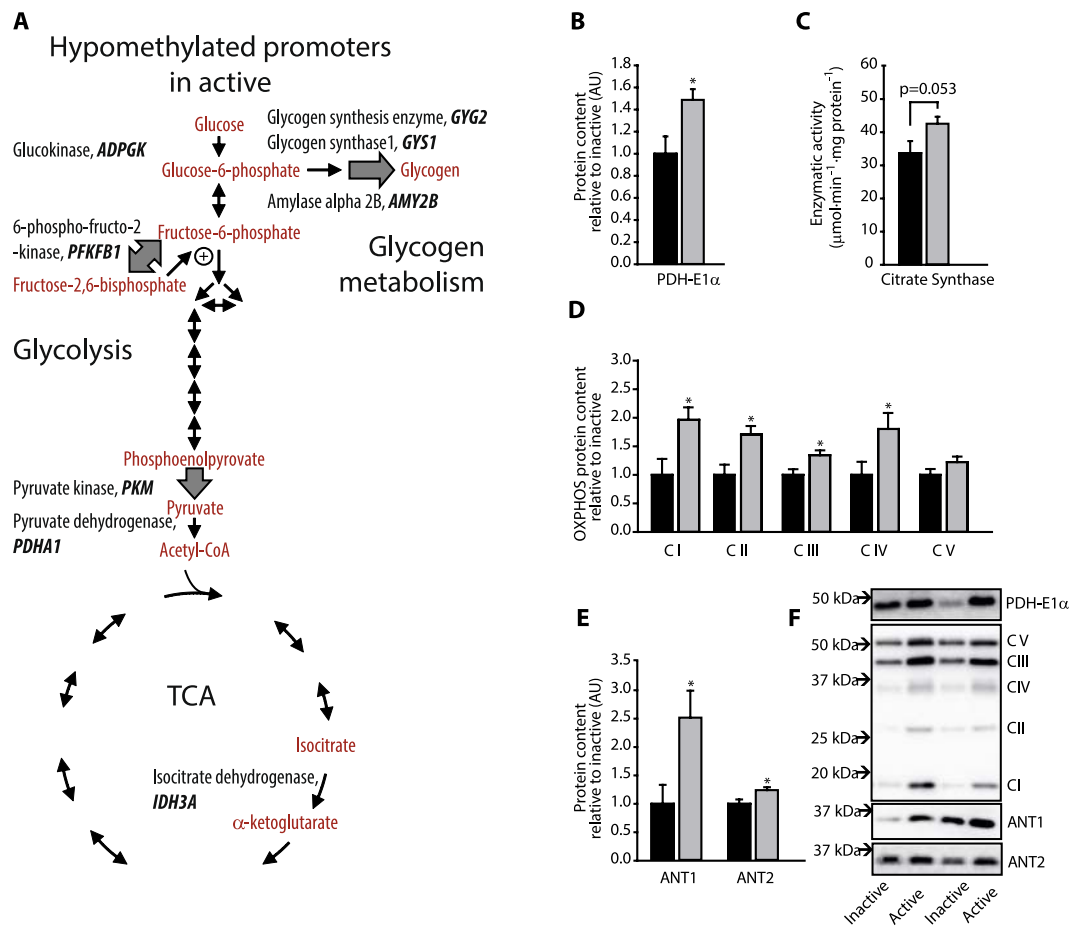 A
Hypomethylated promoters
in active
Glucose
Glycogen synthesis enzyme, GYG2
Glycogen synthase1, GYS1
Glucokinase, ADPGK
Glucose-6-phosphate
Glycogen
Amylase alpha 2B, AMY2B
6-phospho-fructo-2
-kinase, PFKFB1
Fructose-6-phosphate
+
Fructose-2,6-bisphosphate
Glycogen
metabolism
Glycolysis
Phosphoenolpyrovate
Pyruvate kinase, PKM
Pyruvate
Pyruvate dehydrogenase,
PDHA1
Acetyl-CoA
TCA
Isocitrate
Isocitrate dehydrogenase,
IDH3A
α-ketoglutarate
B
Protein content
relative to inactive (AU)
1.8
1.6
1.4
1.2
1.0
0.8
0.6
0.4
0.2
0.0
*
PDH-E1α
C
Enzymatic activity
(μmol·min⁻¹·mg protein⁻¹)
60
50
40
30
20
10
0
p=0.053
Citrate Synthase
D
OXPHOS protein content
relative to inactive
3.0
2.5
2.0
1.5
1.0
0.5
0.0
* * * *
C I C II C III C IV C V
E
Protein content
relative to inactive (AU)
3.5
3.0
2.5
2.0
1.5
1.0
0.5
0.0
* *
ANT1 ANT2
F
50 kDa PDH-E1α
50 kDa C V
CIII
37 kDa CIV
CII
25 kDa
20 kDa CI
37 kDa ANT1
37 kDa ANT2
Inactive Active Inactive Active